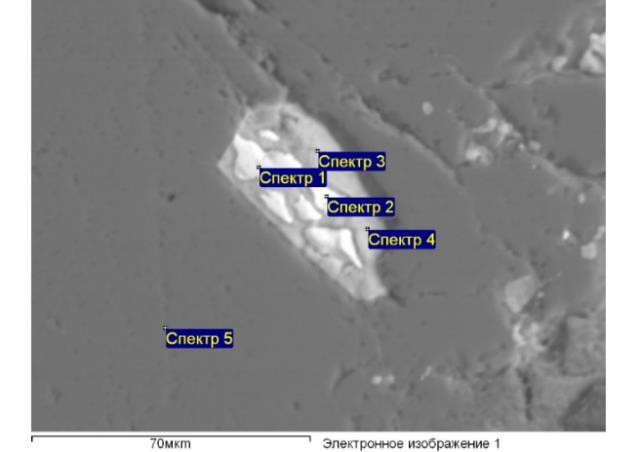 Спектр 3
Спектр 1
Спектр 2
Спектр 4
Спектр 5
70мкm Электронное изображение 1